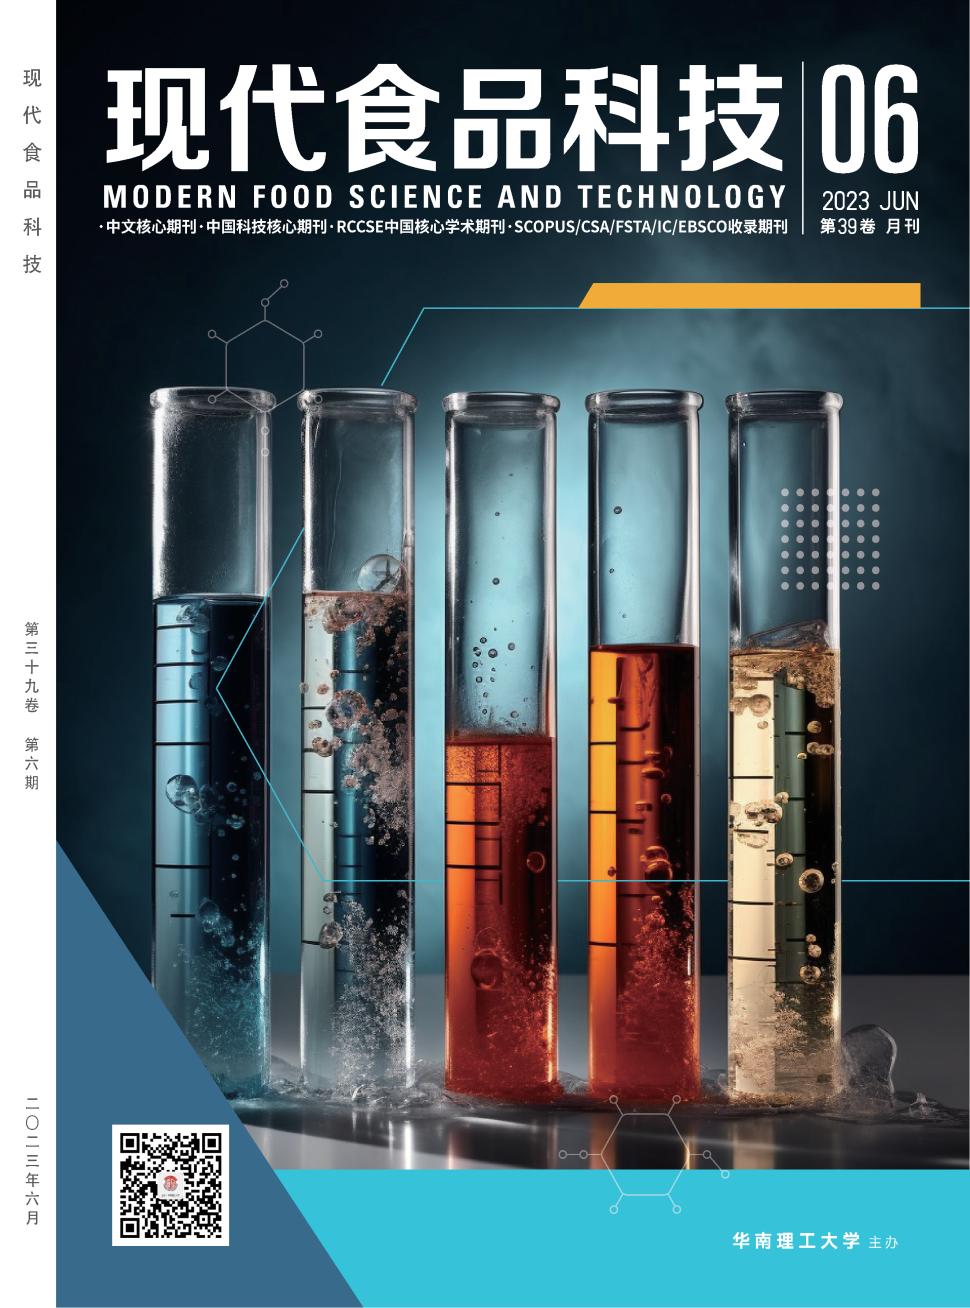 现代食品科技
第三十九卷 第六期
二〇二三年六月
现代食品科技
06
MODERN FOOD SCIENCE AND TECHNOLOGY
2023 JUN
·中文核心期刊·中国科技核心期刊·RCCSE中国核心学术期刊·SCOPUS/CSA/FSTA/IC/EBSCO收录期刊
第39卷 月刊
华南理工大学 主办